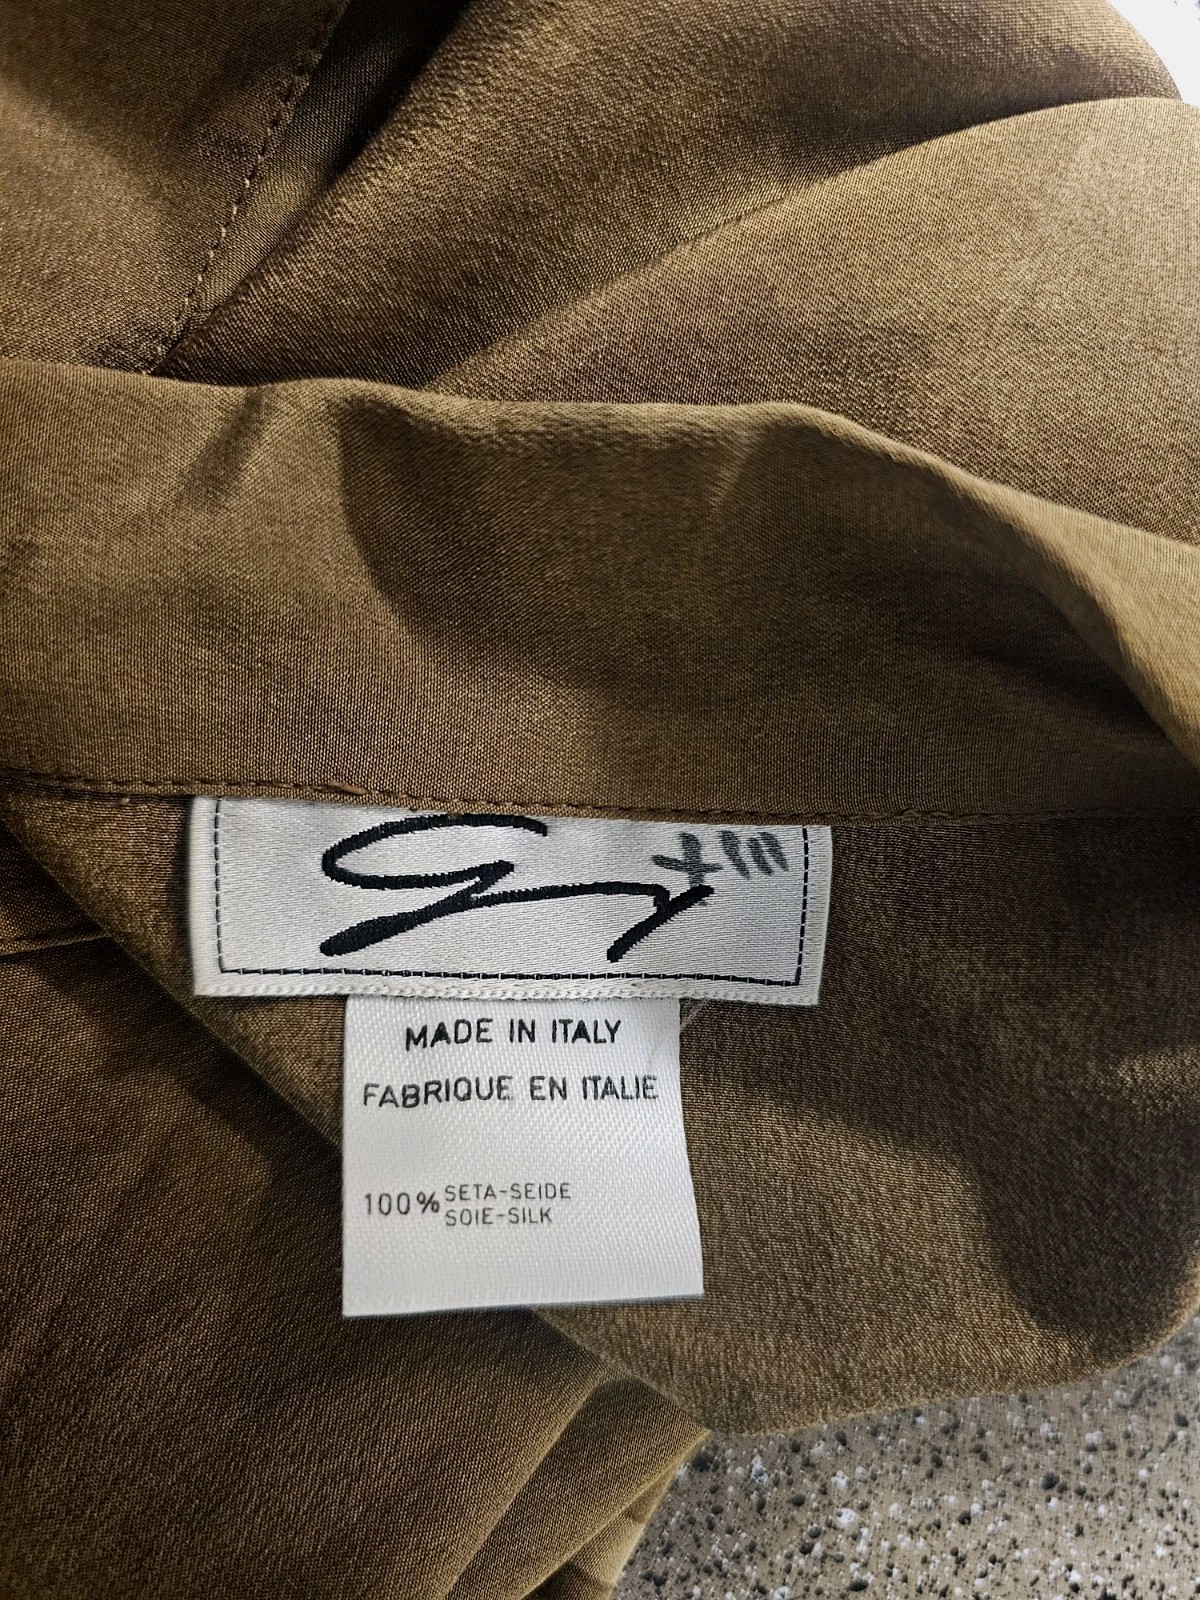 MADE IN ITALY
FABRIQUE EN ITALIE
100% SETA-SEIDE
SOIE-SILK